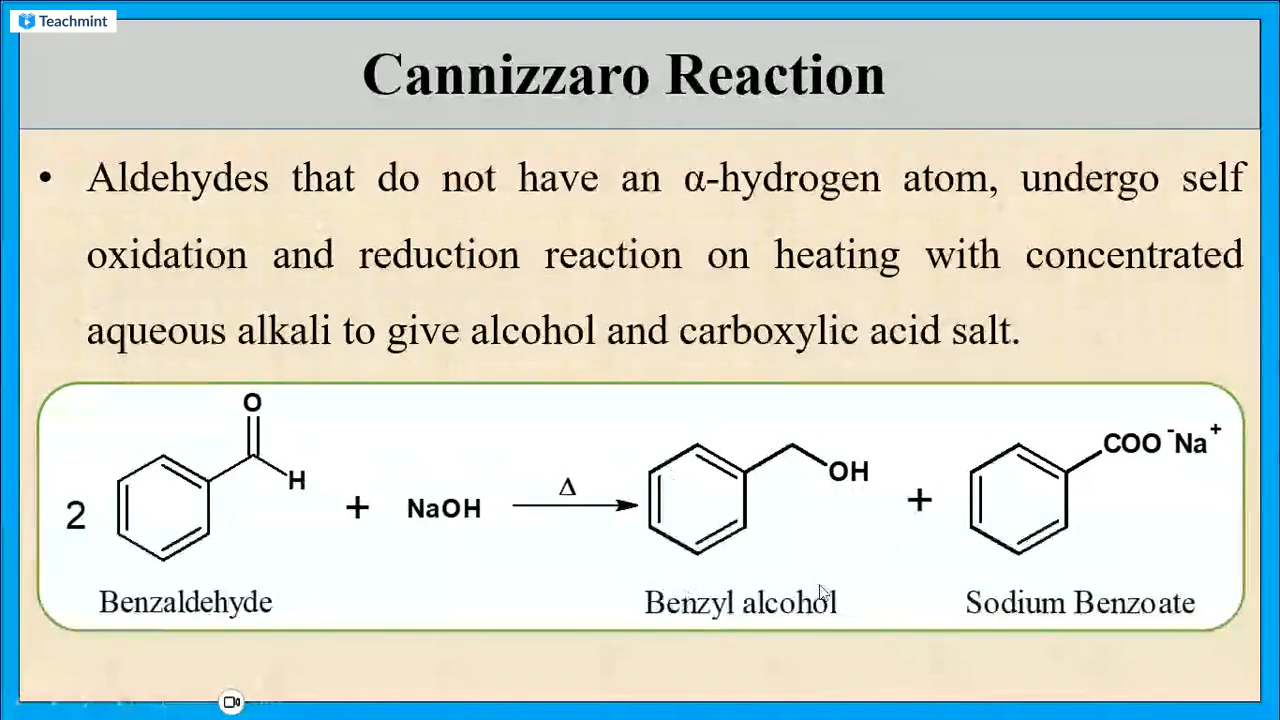 Teachmint
Cannizzaro Reaction
• Aldehydes that do not have an α-hydrogen atom, undergo self
oxidation and reduction reaction on heating with concentrated
aqueous alkali to give alcohol and carboxylic acid salt.
2 O H + NaOH Δ OH + COO⁻Na⁺
Benzaldehyde Benzyl alcohol Sodium Benzoate